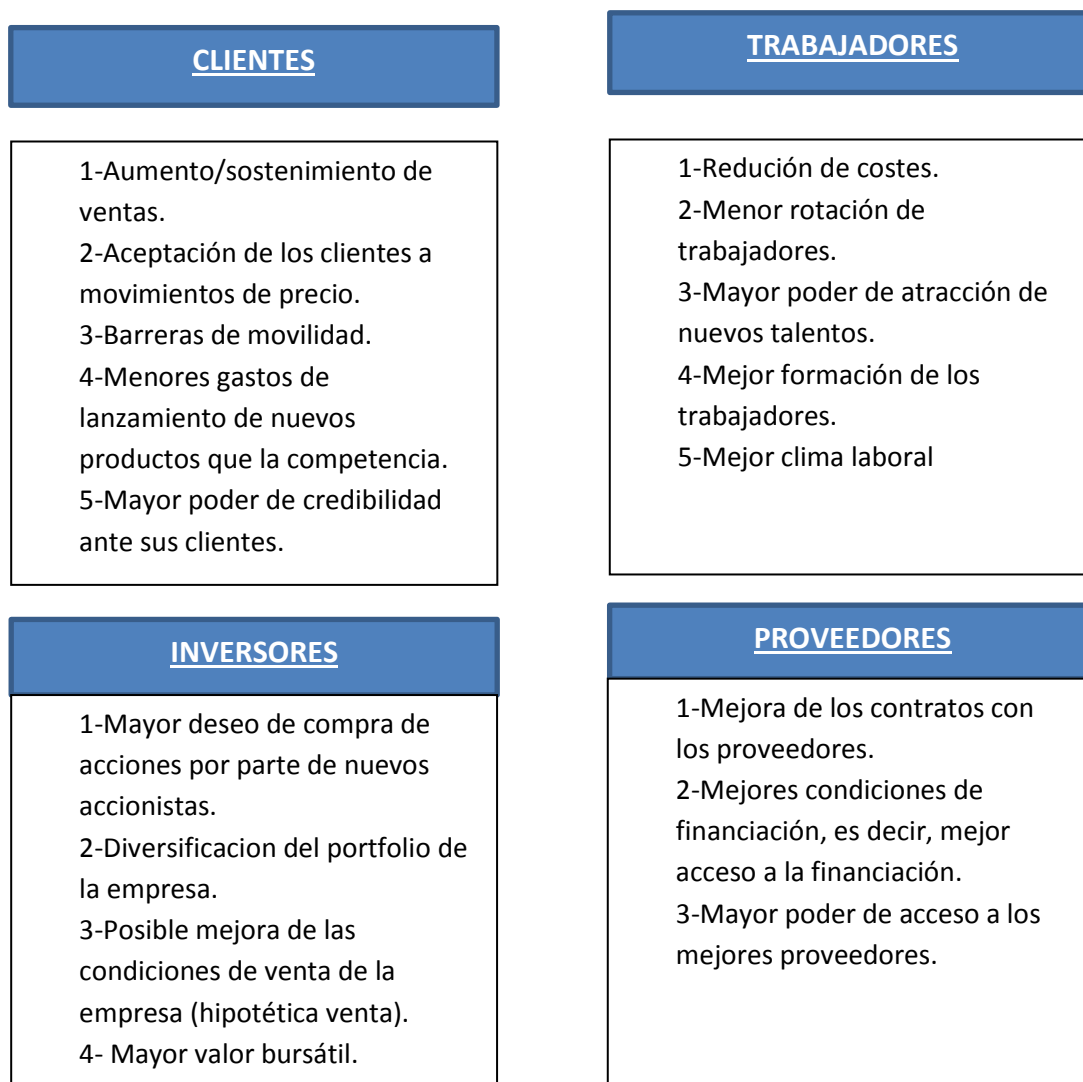 CLIENTES
1-Aumento/sostenimiento de
ventas.
2-Aceptación de los clientes a
movimientos de precio.
3-Barreras de movilidad.
4-Menores gastos de
lanzamiento de nuevos
productos que la competencia.
5-Mayor poder de credibilidad
ante sus clientes.
TRABAJADORES
1-Redución de costes.
2-Menor rotación de
trabajadores.
3-Mayor poder de atracción de
nuevos talentos.
4-Mejor formación de los
trabajadores.
5-Mejor clima laboral
INVERSORES
1-Mayor deseo de compra de
acciones por parte de nuevos
accionistas.
2-Diversificacion del portfolio de
la empresa.
3-Posible mejora de las
condiciones de venta de la
empresa (hipotética venta).
4- Mayor valor bursátil.
PROVEEDORES
1-Mejora de los contratos con
los proveedores.
2-Mejores condiciones de
financiación, es decir, mejor
acceso a la financiación.
3-Mayor poder de acceso a los
mejores proveedores.